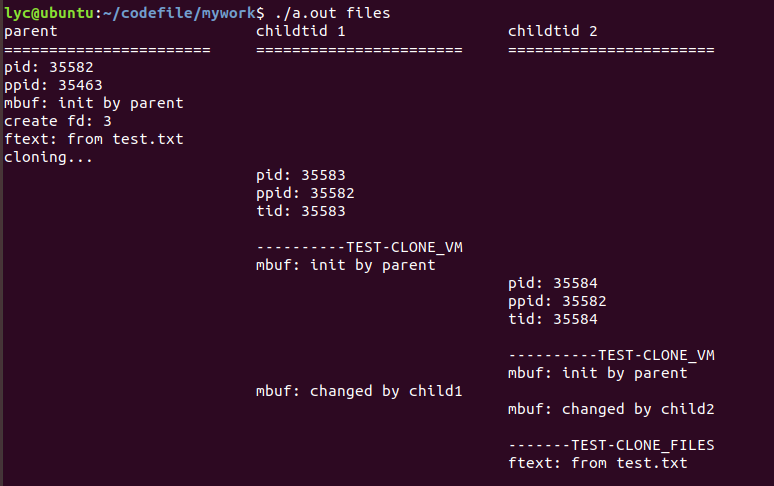 lyc@ubuntu:~/codefile/mywork$ ./a.out files
parent childtid 1 childtid 2
======================= ======================= =======================
pid: 35582
ppid: 35463
mbuf: init by parent
create fd: 3
ftext: from test.txt
cloning...
pid: 35583
ppid: 35582
tid: 35583
----------TEST-CLONE_VM
mbuf: init by parent
pid: 35584
ppid: 35582
tid: 35584
----------TEST-CLONE_VM
mbuf: init by parent
mbuf: changed by child1
mbuf: changed by child2
-------TEST-CLONE_FILES
ftext: from test.txt